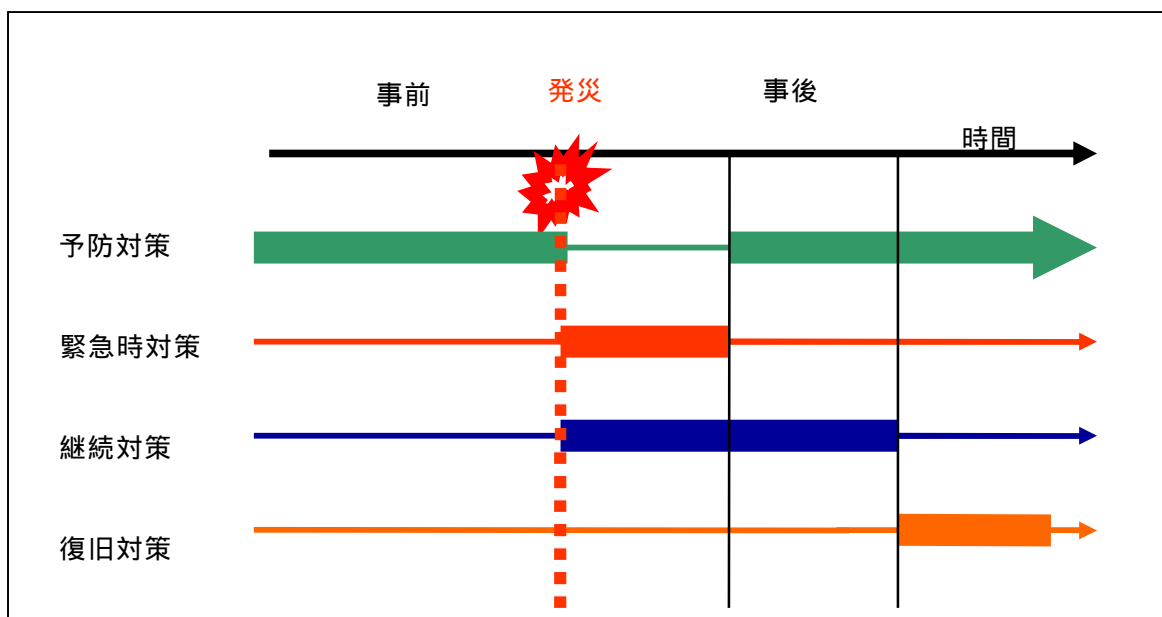 事前
発災
事後
時間
予防対策
緊急時対策
継続対策
復旧対策